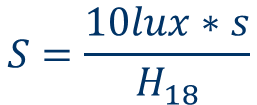 S = 10lux * s / H₁₈